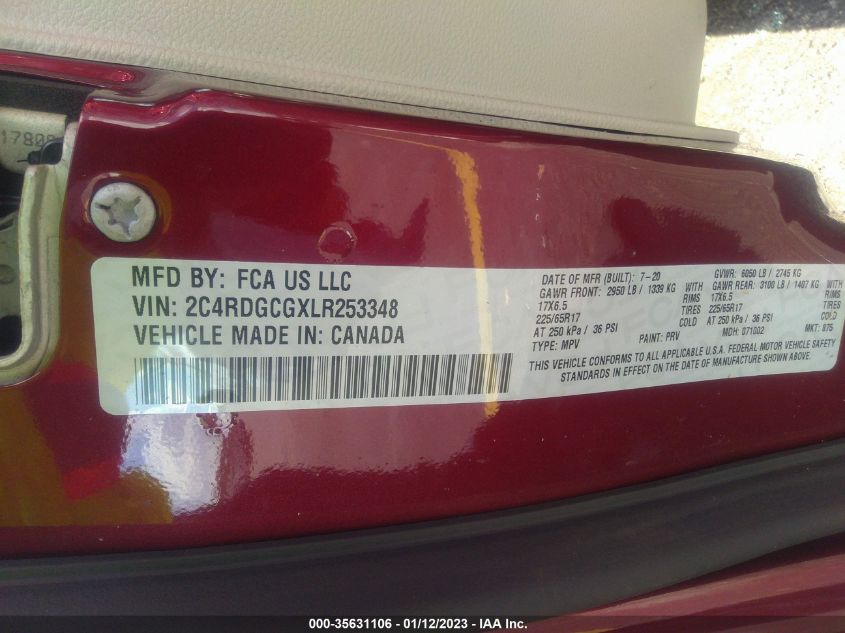 MFD BY: FCA US LLC
VIN: 2C4RDGCGXLR253348
VEHICLE MADE IN: CANADA
DATE OF MFR (BUILT): 7-20 GVWR: 6050 LB / 2745 KG
GAWR FRONT: 2950 LB / 1339 KG WITH GAWR REAR: 3100 LB / 1407 KG WITH
17X6.5 RIMS 17X6.5 RIMS
225/65R17 TIRES 225/65R17 TIRES
AT 250 kPa / 36 PSI COLD AT 250 kPa / 36 PSI COLD
TYPE: MPV PAINT: PRV MDH: 071002 MKT: 875
THIS VEHICLE CONFORMS TO ALL APPLICABLE U.S.A. FEDERAL MOTOR VEHICLE SAFETY
STANDARDS IN EFFECT ON THE DATE OF MANUFACTURE SHOWN ABOVE.
000-35631106 - 01/12/2023 - IAA Inc.